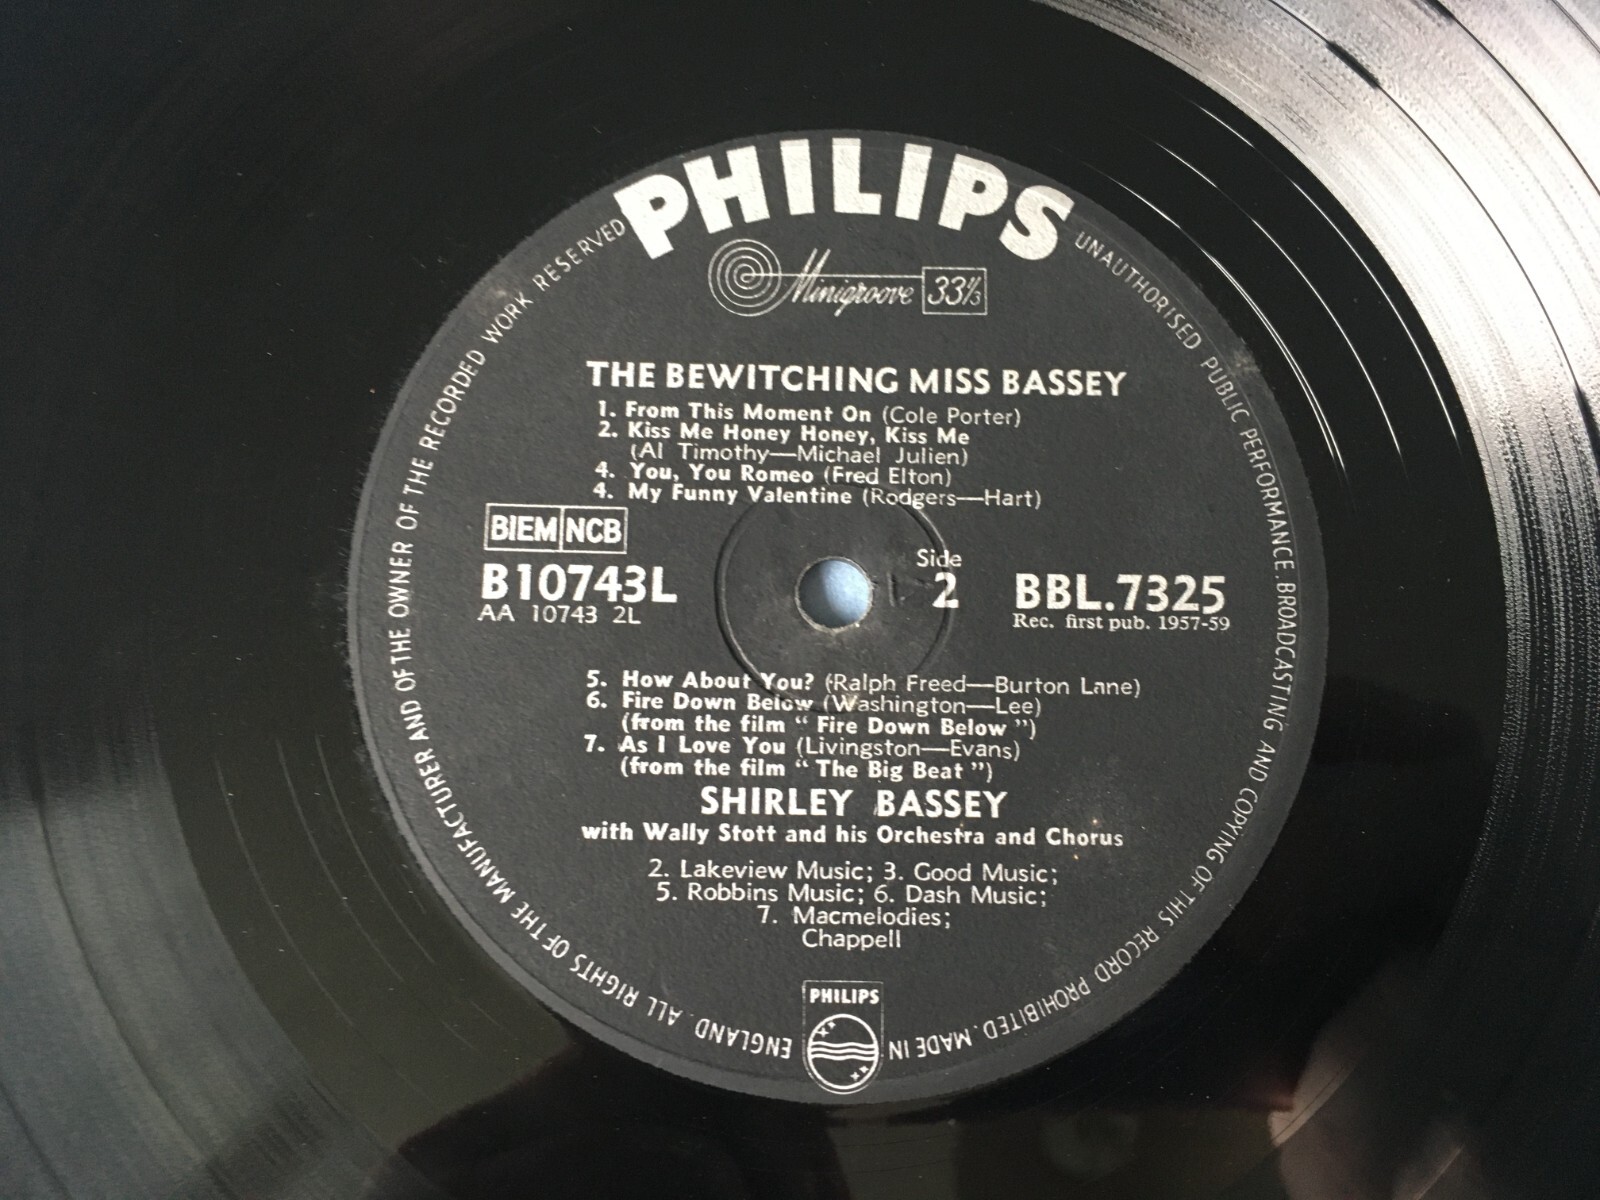 PHILIPS
Minigroove 33⅓
THE BEWITCHING MISS BASSEY
1. From This Moment On (Cole Porter)
2. Kiss Me Honey Honey, Kiss Me
(Al Timothy—Michael Julien)
4. You, You Romeo (Fred Elton)
4. My Funny Valentine (Rodgers—Hart)
BIEM NCB
B 10743L
AA 10743 2L
Side
2
BBL.7325
Rec. first pub. 1957-59
5. How About You? (Ralph Freed—Burton Lane)
6. Fire Down Below (Washington—Lee)
(from the film “ Fire Down Below ”)
7. As I Love You (Livingston—Evans)
(from the film “ The Big Beat ”)
SHIRLEY BASSEY
with Wally Stott and his Orchestra and Chorus
2. Lakeview Music; 3. Good Music;
5. Robbins Music; 6. Dash Music;
7. Macmelodies;
Chappell
PHILIPS
ALL RIGHTS OF THE MANUFACTURER AND OF THE OWNER OF THE RECORDED WORK RESERVED
UNAUTHORISED PUBLIC PERFORMANCE. BROADCASTING AND COPYING OF THIS RECORD PROHIBITED. MADE IN ENGLAND.